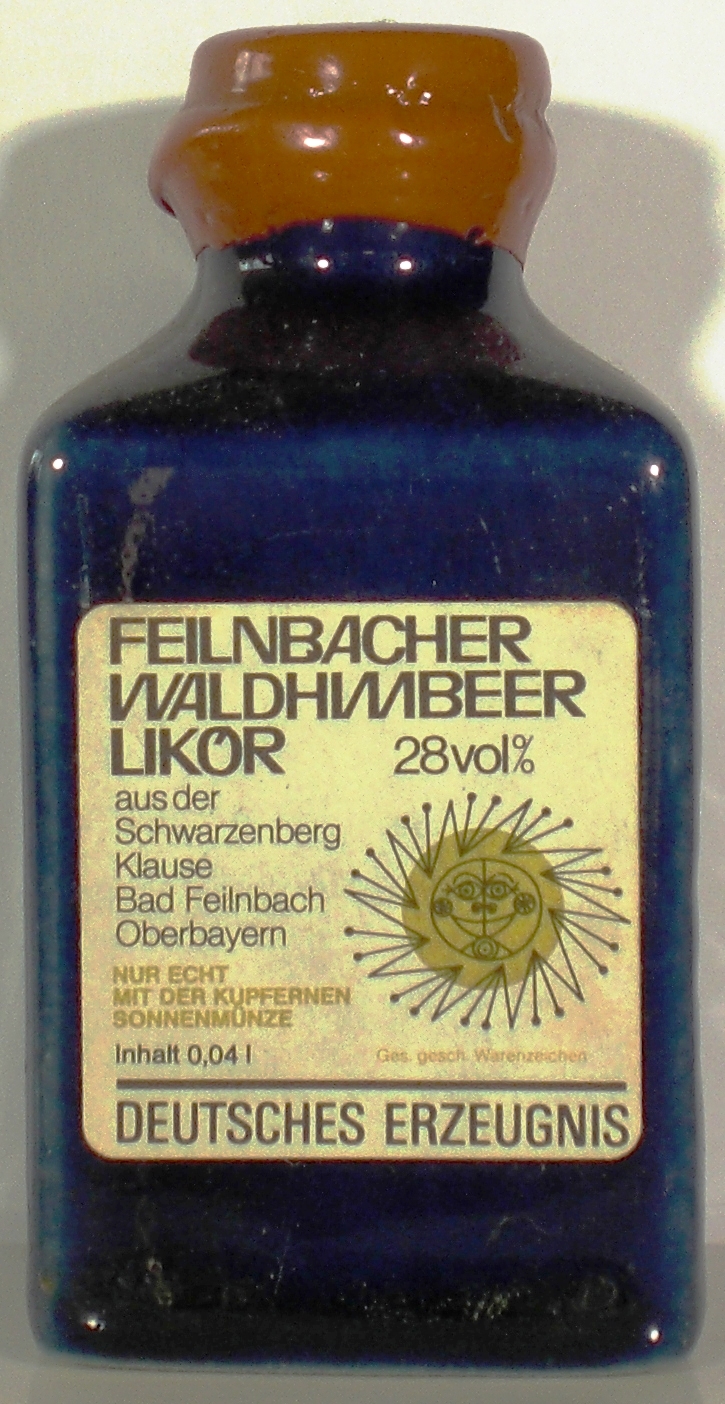 FEILNBACHER
WALDHIMBEER
LIKÖR 28vol%
aus der
Schwarzenberg
Klause
Bad Feilnbach
Oberbayern
NUR ECHT
MIT DER KUPFERNEN
SONNENMÜNZE
Inhalt 0,04 l
Ges. gesch. Warenzeichen
DEUTSCHES ERZEUGNIS